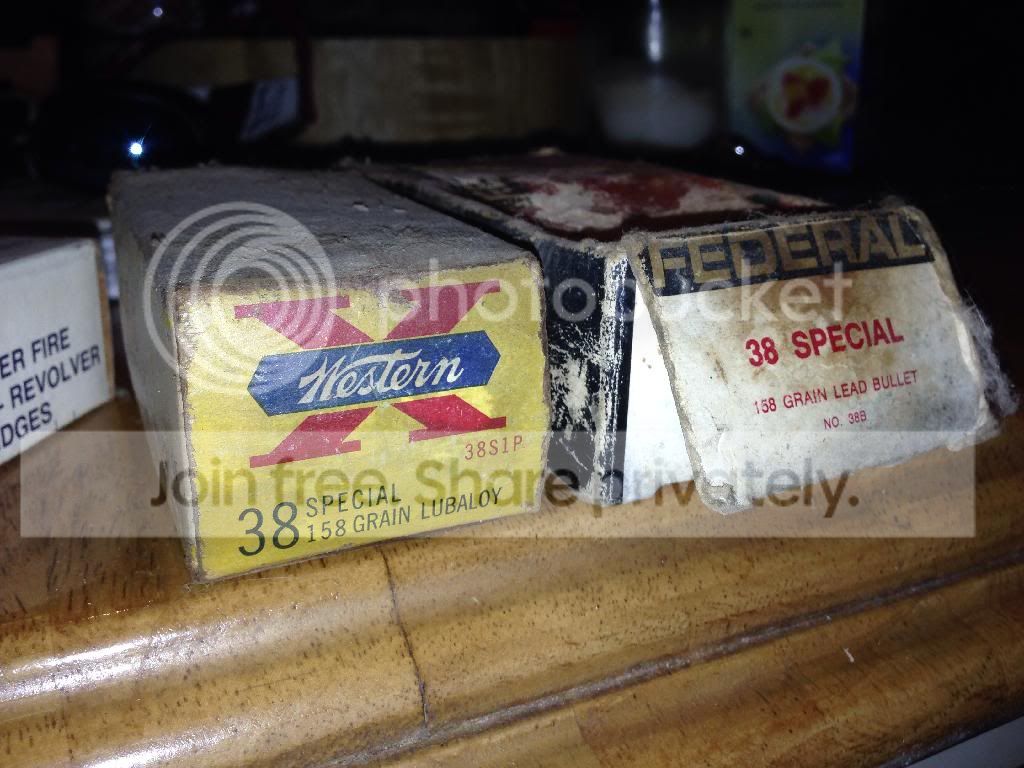 ER FIRE
- REVOLVER
DGES
Western
X
38S1P
38 SPECIAL
158 GRAIN LUBALOY
FEDERAL
38 SPECIAL
158 GRAIN LEAD BULLET
NO. 38B
photobucket
Join free. Share privately.